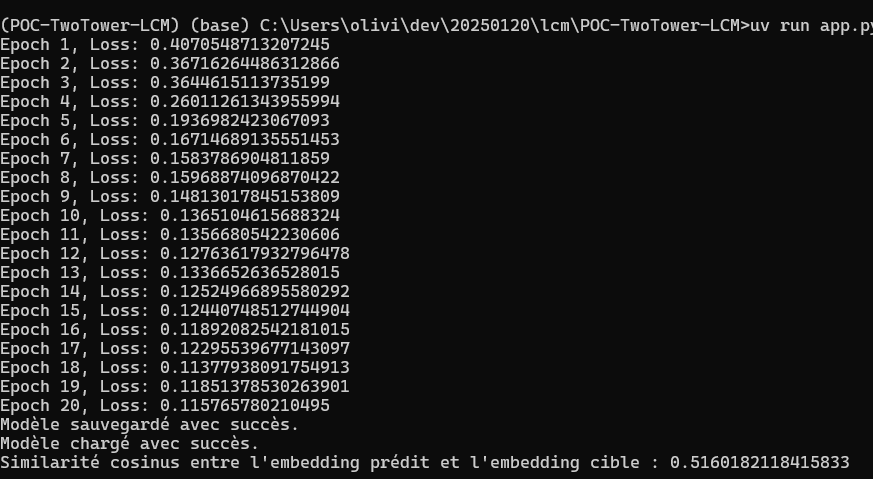 (POC-TwoTower-LCM) (base) C:\Users\olivi\dev\20250120\lcm\POC-TwoTower-LCM>uv run app.py
Epoch 1, Loss: 0.4070548713207245
Epoch 2, Loss: 0.36716264486312866
Epoch 3, Loss: 0.3644615113735199
Epoch 4, Loss: 0.26011261343955994
Epoch 5, Loss: 0.1936982423067093
Epoch 6, Loss: 0.16714689135551453
Epoch 7, Loss: 0.1583786904811859
Epoch 8, Loss: 0.15968874096870422
Epoch 9, Loss: 0.14813017845153809
Epoch 10, Loss: 0.1365104615688324
Epoch 11, Loss: 0.1356680542230606
Epoch 12, Loss: 0.12763617932796478
Epoch 13, Loss: 0.1336652636528015
Epoch 14, Loss: 0.12524966895580292
Epoch 15, Loss: 0.12440748512744904
Epoch 16, Loss: 0.11892082542181015
Epoch 17, Loss: 0.12295539677143097
Epoch 18, Loss: 0.11377938091754913
Epoch 19, Loss: 0.11851378530263901
Epoch 20, Loss: 0.115765780210495
Modèle sauvegardé avec succès.
Modèle chargé avec succès.
Similarité cosinus entre l'embedding prédit et l'embedding cible : 0.5160182118415833